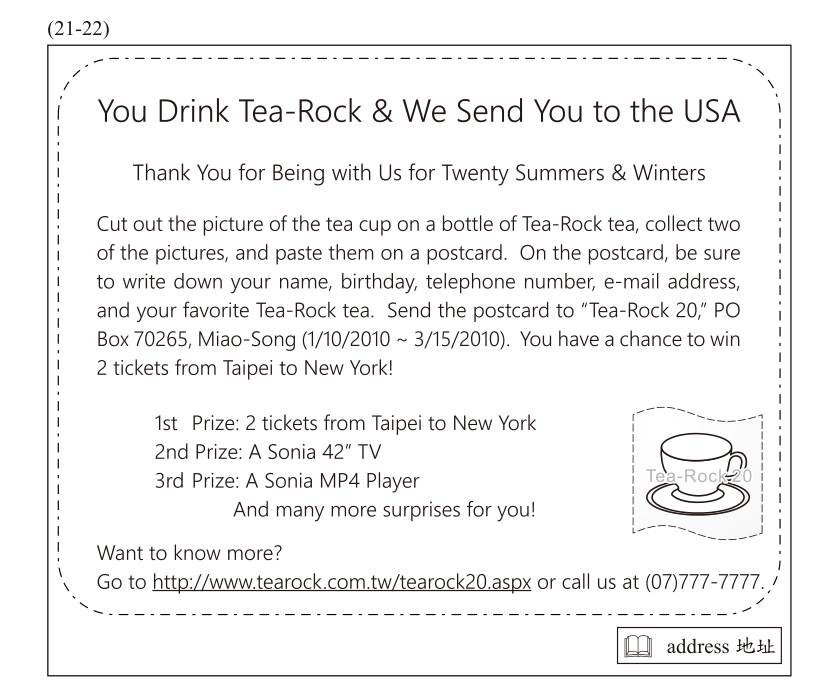 (21-22)
You Drink Tea-Rock & We Send You to the USA
Thank You for Being with Us for Twenty Summers & Winters
Cut out the picture of the tea cup on a bottle of Tea-Rock tea, collect two
of the pictures, and paste them on a postcard. On the postcard, be sure
to write down your name, birthday, telephone number, e-mail address,
and your favorite Tea-Rock tea. Send the postcard to “Tea-Rock 20,” PO
Box 70265, Miao-Song (1/10/2010 ~ 3/15/2010). You have a chance to win
2 tickets from Taipei to New York!
1st Prize: 2 tickets from Taipei to New York
2nd Prize: A Sonia 42” TV
3rd Prize: A Sonia MP4 Player
And many more surprises for you!
Tea-Rock 20
Want to know more?
Go to http://www.tearock.com.tw/tearock20.aspx or call us at (07)777-7777.
address 地址